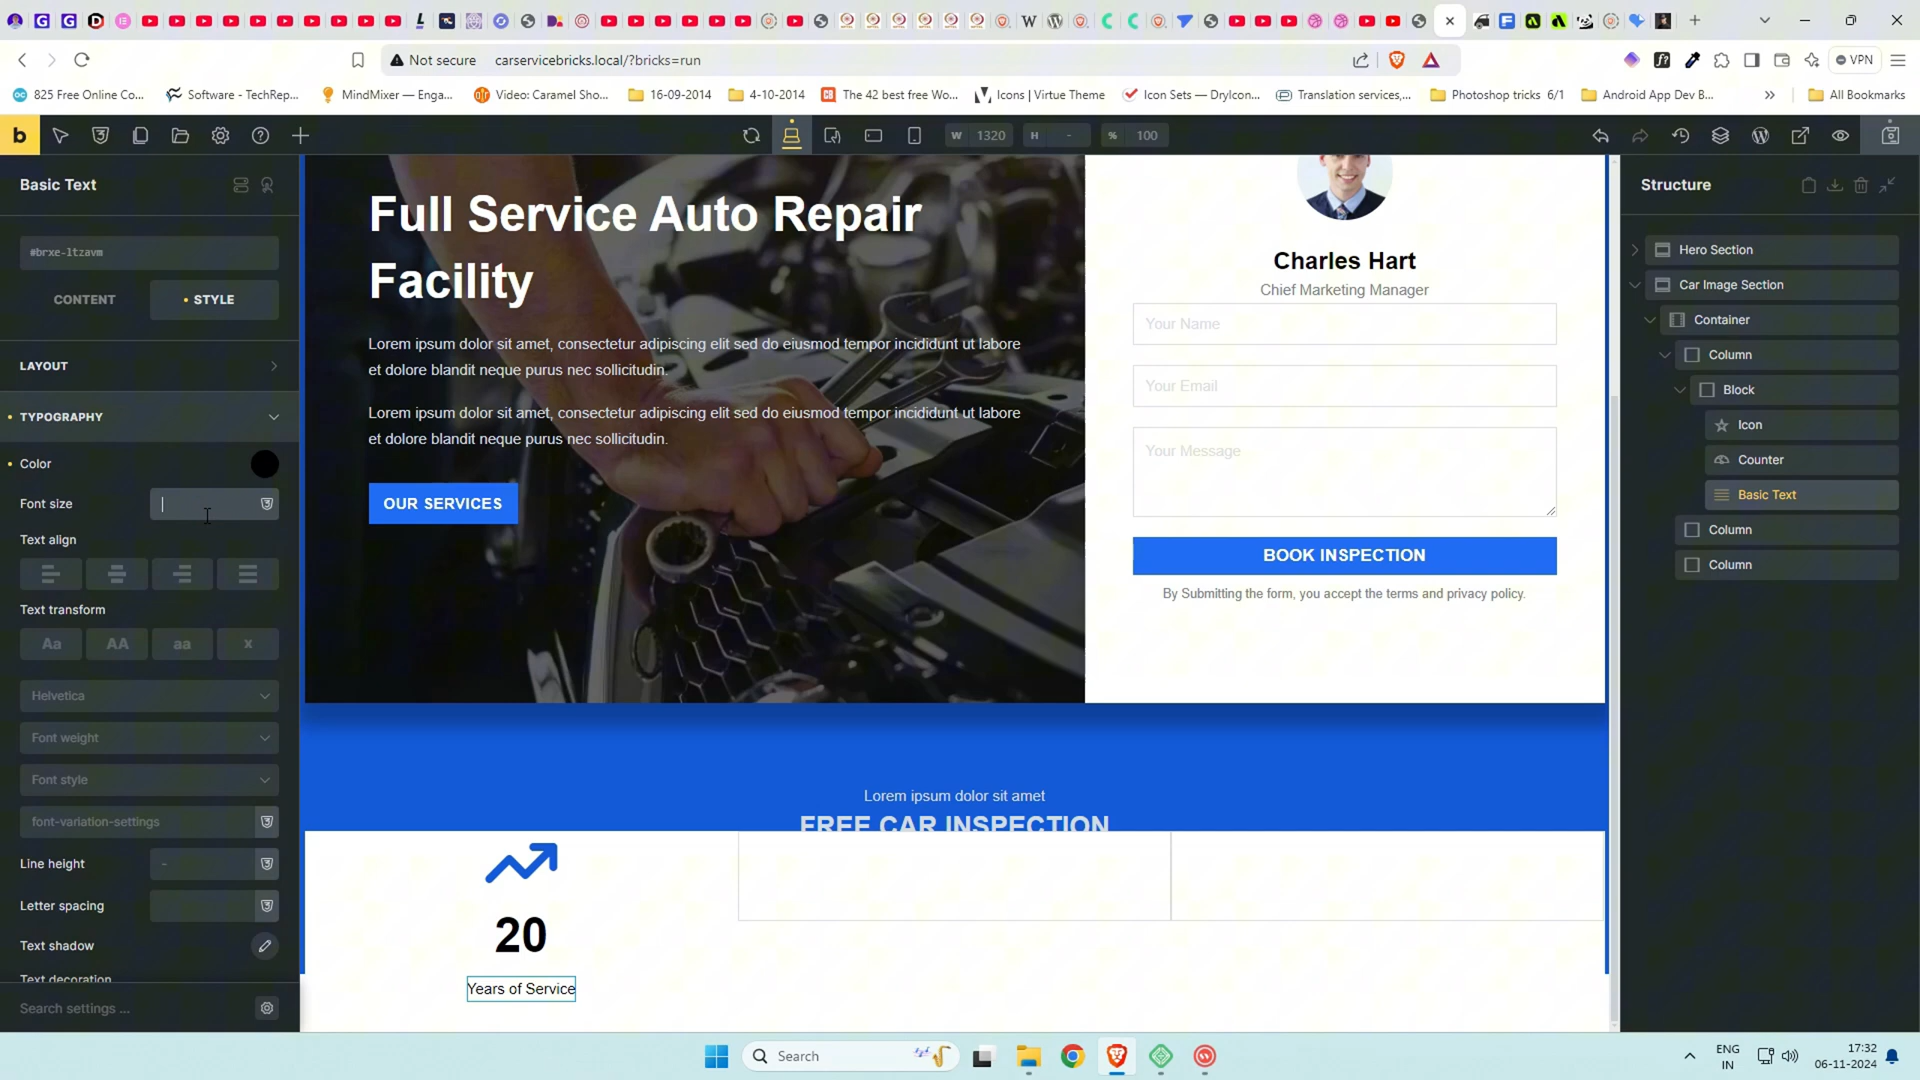 Not secure
carservicebricks.local/?bricks=run
VPN
825 Free Online Co...
Software - TechRep...
MindMixer — Enga...
Video: Caramel Sho...
16-09-2014
4-10-2014
The 42 best free Wo...
Icons | Virtue Theme
Icon Sets — DryIcon...
Translation services,...
Photoshop tricks 6/1
Android App Dev B...
»
All Bookmarks
b
W 1320
H -
% 100
Basic Text
#brxe-ltzavm
CONTENT
STYLE
LAYOUT
TYPOGRAPHY
Color
Font size
Text align
Text transform
Aa AA aa x
Helvetica
Font weight
Font style
font-variation-settings
Line height -
Letter spacing
Text shadow
Text decoration
Search settings ...
Full Service Auto Repair
Facility
Lorem ipsum dolor sit amet, consectetur adipiscing elit sed do eiusmod tempor incididunt ut labore
et dolore blandit neque purus nec sollicitudin.
Lorem ipsum dolor sit amet, consectetur adipiscing elit sed do eiusmod tempor incididunt ut labore
et dolore blandit neque purus nec sollicitudin.
OUR SERVICES
Charles Hart
Chief Marketing Manager
Your Name
Your Email
Your Message
BOOK INSPECTION
By Submitting the form, you accept the terms and privacy policy.
Lorem ipsum dolor sit amet
FREE CAR INSPECTION
20
Years of Service
Structure
Hero Section
Car Image Section
Container
Column
Block
Icon
Counter
Basic Text
Column
Column
Search
ENG
IN
17:32
06-11-2024